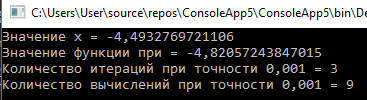 C:\Users\User\source\repos\ConsoleApp5\ConsoleApp5\bin\De
Значение x = -4,4932769721106
Значение функции при = -4,82057243847015
Количество итераций при точности 0,001 = 3
Количество вычислений при точности 0,001 = 9